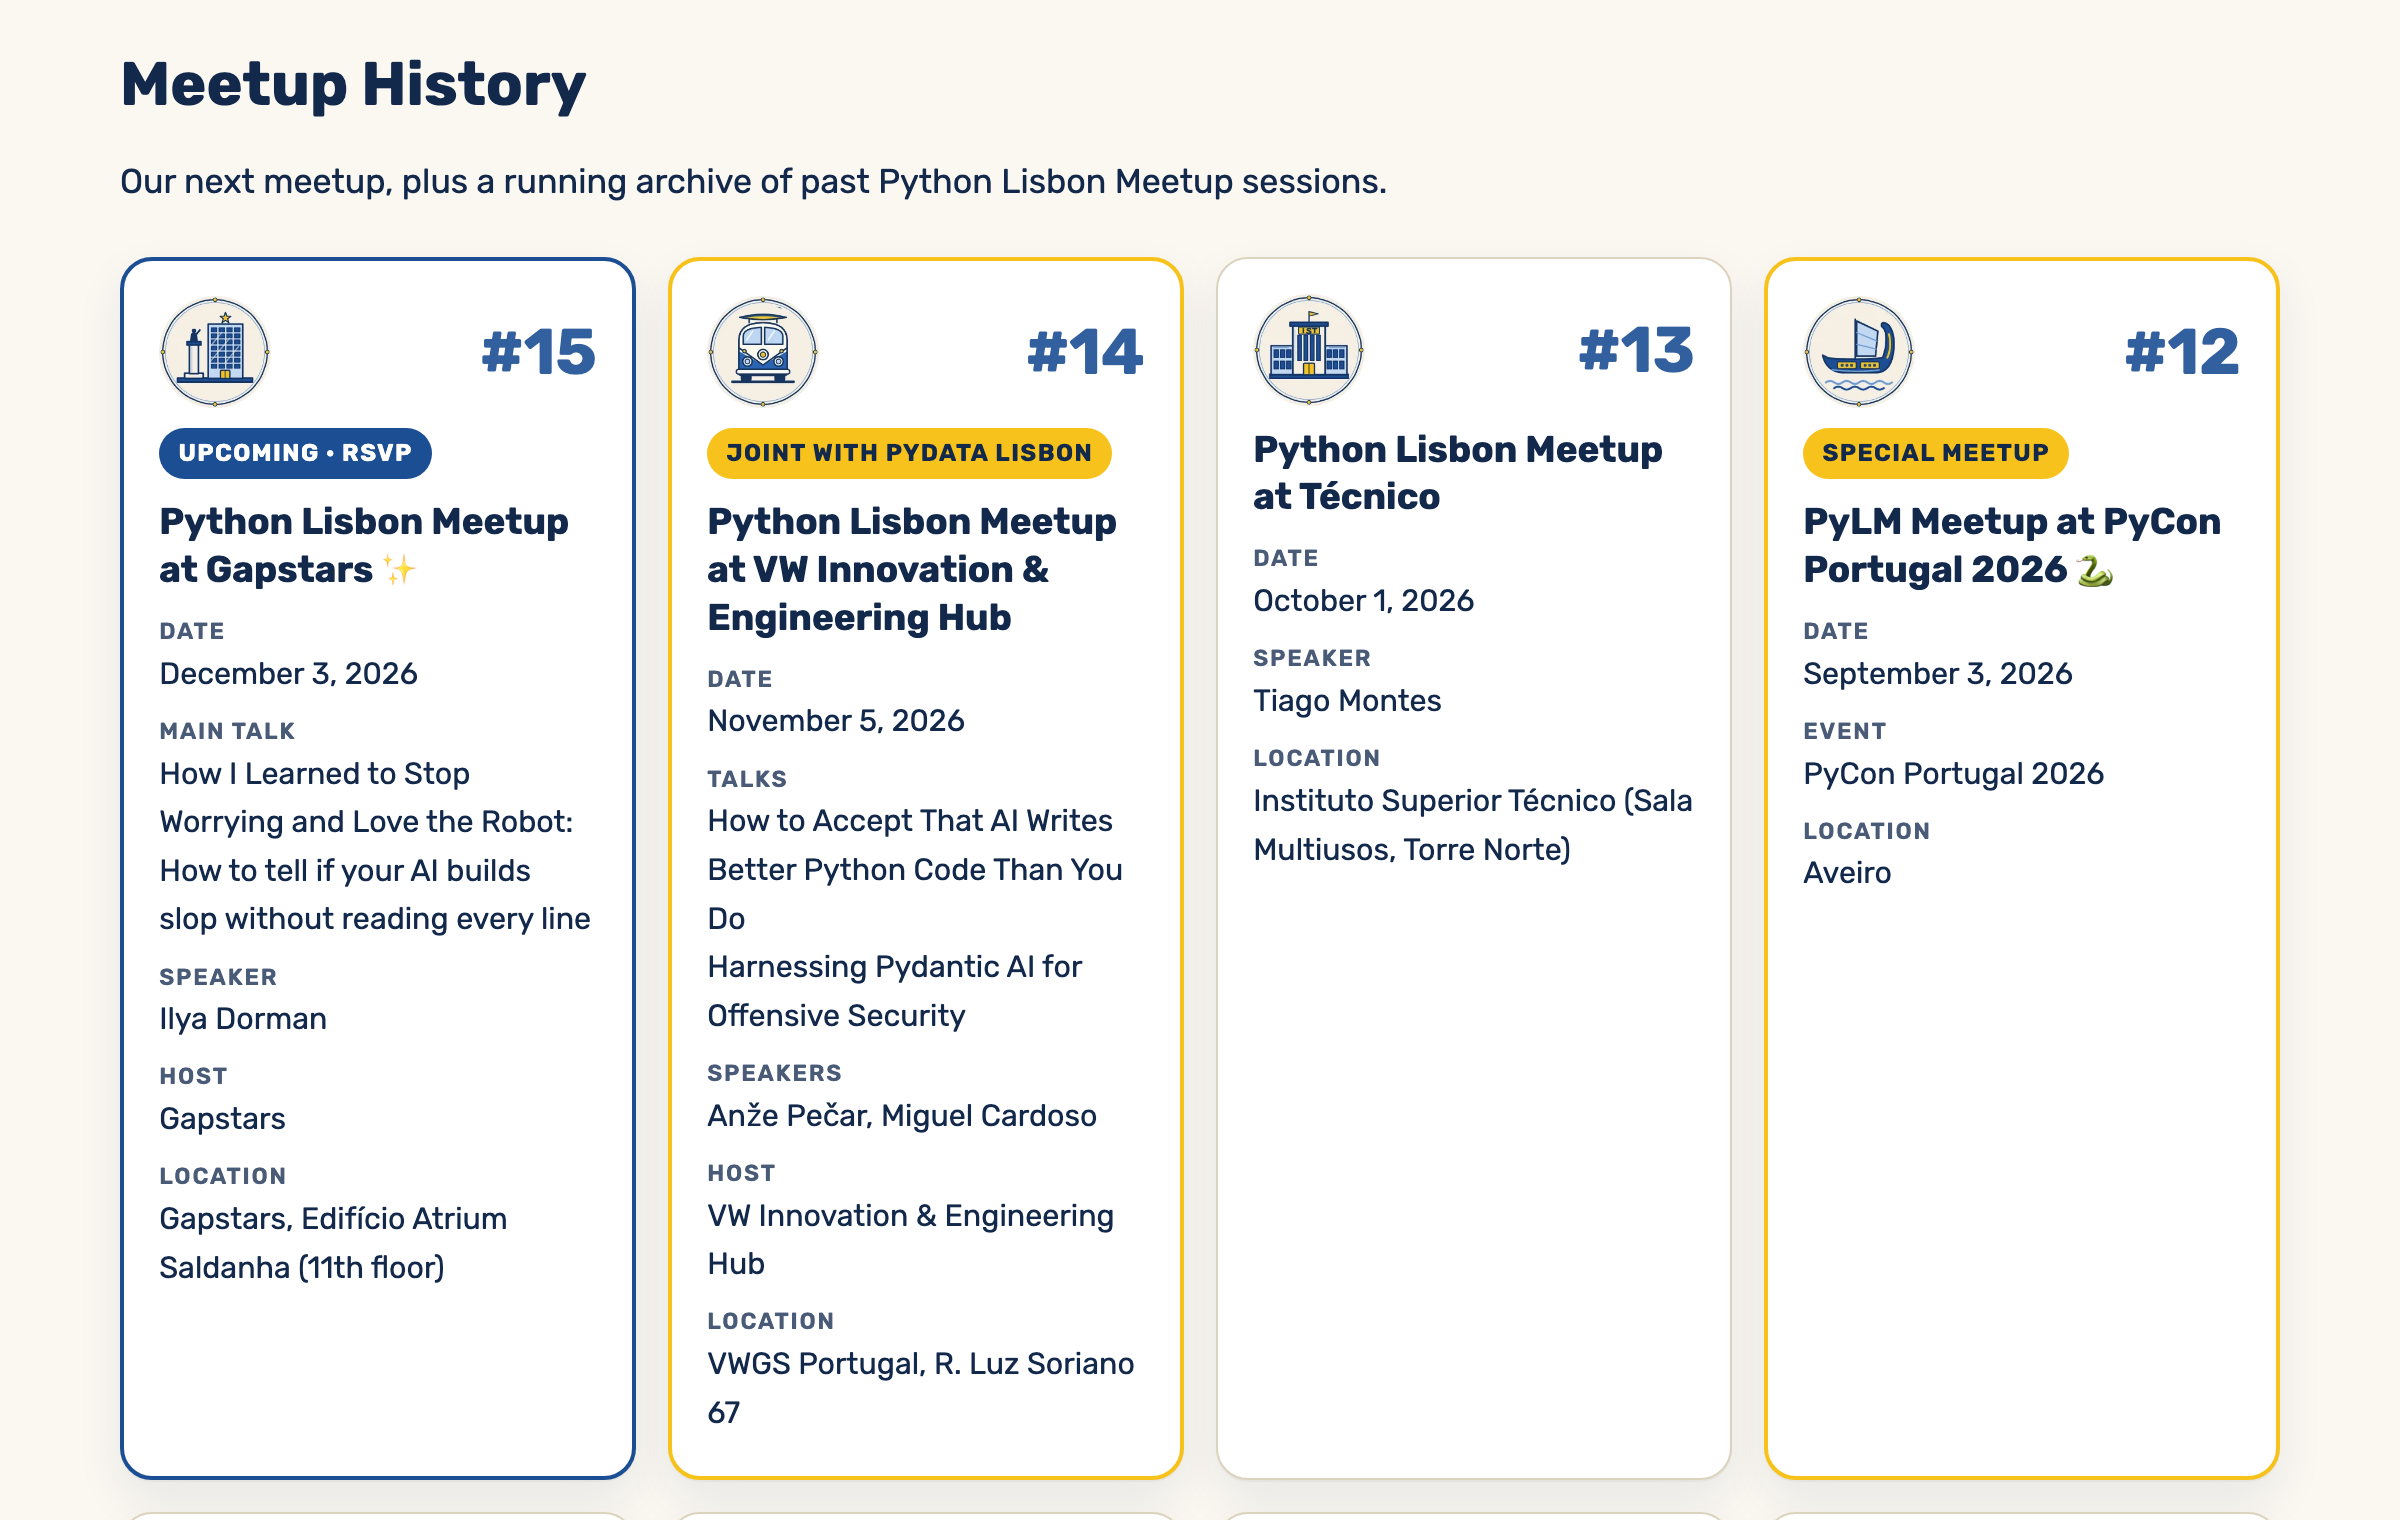 Meetup History
Our next meetup, plus a running archive of past Python Lisbon Meetup sessions.
#15
UPCOMING • RSVP
Python Lisbon Meetup
at Gapstars ✨
DATE
December 3, 2026
MAIN TALK
How I Learned to Stop
Worrying and Love the Robot:
How to tell if your AI builds
slop without reading every line
SPEAKER
Ilya Dorman
HOST
Gapstars
LOCATION
Gapstars, Edifício Atrium
Saldanha (11th floor)
#14
JOINT WITH PYDATA LISBON
Python Lisbon Meetup
at VW Innovation &
Engineering Hub
DATE
November 5, 2026
TALKS
How to Accept That AI Writes
Better Python Code Than You
Do
Harnessing Pydantic AI for
Offensive Security
SPEAKERS
Anže Pečar, Miguel Cardoso
HOST
VW Innovation & Engineering
Hub
LOCATION
VWGS Portugal, R. Luz Soriano
67
IST
#13
Python Lisbon Meetup
at Técnico
DATE
October 1, 2026
SPEAKER
Tiago Montes
LOCATION
Instituto Superior Técnico (Sala
Multiusos, Torre Norte)
#12
SPECIAL MEETUP
PyLM Meetup at PyCon
Portugal 2026 🐍
DATE
September 3, 2026
EVENT
PyCon Portugal 2026
LOCATION
Aveiro